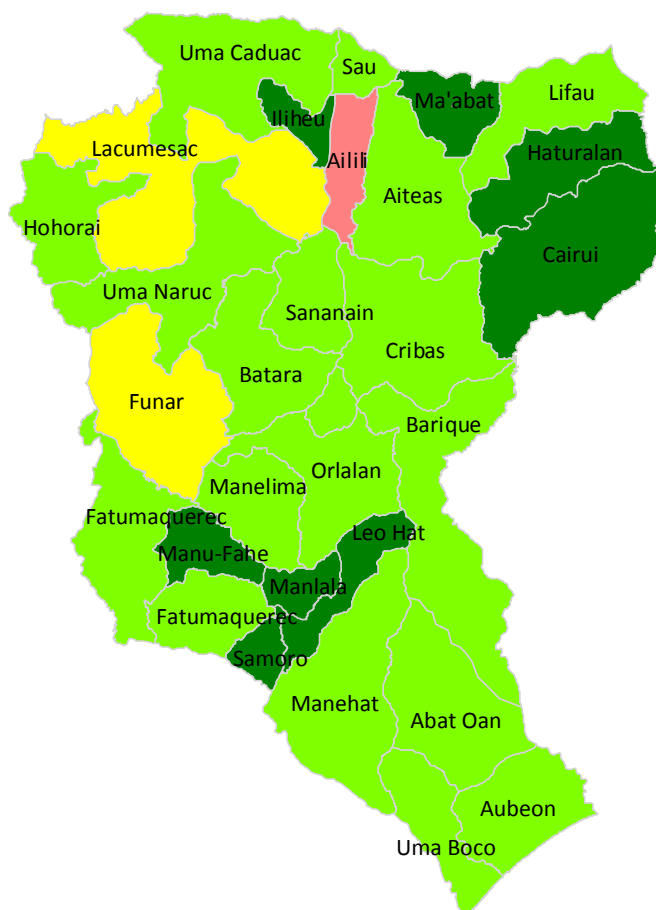 Uma Caduac
Sau
Ma'abat
Lifau
Iliheu
Lacumesac
Ailili
Haturalan
Aiteas
Hohorai
Cairui
Uma Naruc
Sananain
Cribas
Batara
Funar
Barique
Orlalan
Manelima
Fatumaquerec
Leo Hat
Manu-Fahe
Manlala
Fatumaquerec
Samoro
Manehat
Abat Oan
Aubeon
Uma Boco